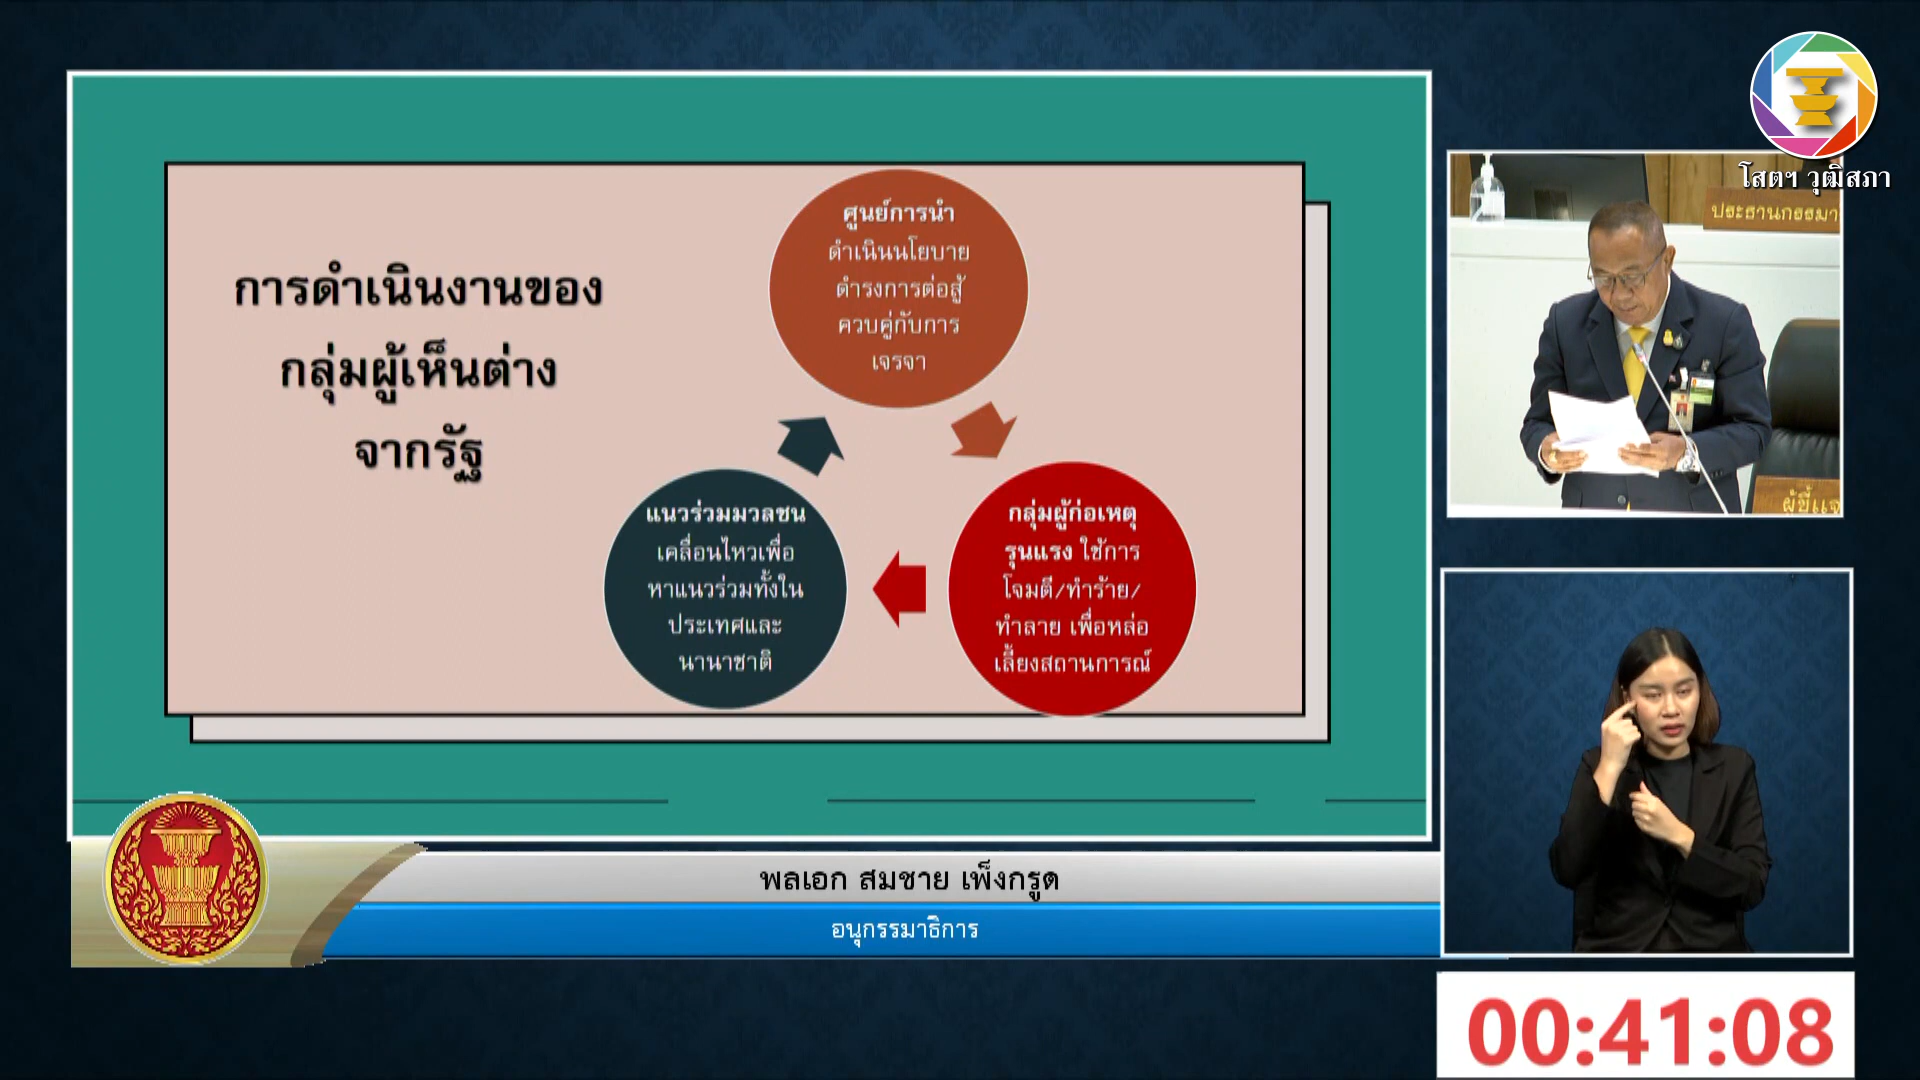 โสตฯ วุฒิสภา
การดำเนินงานของ
กลุ่มผู้เห็นต่าง
จากรัฐ
ศูนย์การนำ
ดำเนินนโยบาย
ดำรงการต่อสู้
ควบคู่กับการ
เจรจา
กลุ่มผู้ก่อเหตุ
รุนแรง ใช้การ
โจมตี/ทำร้าย/
ทำลาย เพื่อหล่อ
เลี้ยงสถานการณ์
แนวร่วมมวลชน
เคลื่อนไหวเพื่อ
หาแนวร่วมทั้งใน
ประเทศและ
นานาชาติ
ประธานกรรมา
ผู้ชี้แจ
พลเอก สมชาย เพ็งกรูด
อนุกรรมาธิการ
00:41:08